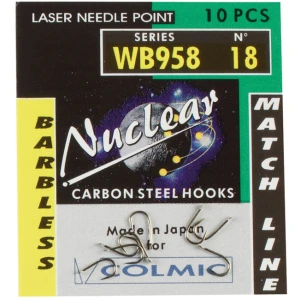 LASER NEEDLE POINT 10 PCS
SERIES N°
WB958 18
BARBLESS
Nuclear
MATCH LINE
CARBON STEEL HOOKS
Made in Japan
for
COLMIC